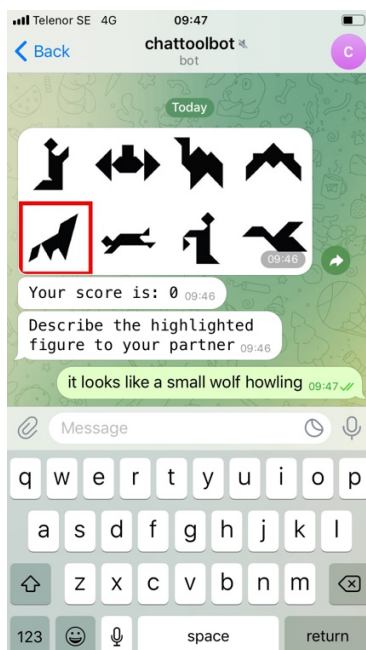 Telenor SE 4G 09:47
Back
chattoolbot
bot
C
Today
09:46
Your score is: 0 09:46
Describe the highlighted
figure to your partner 09:46
it looks like a small wolf howling 09:47
Message
q w e r t y u i o p
a s d f g h j k l
z x c v b n m
123 space return